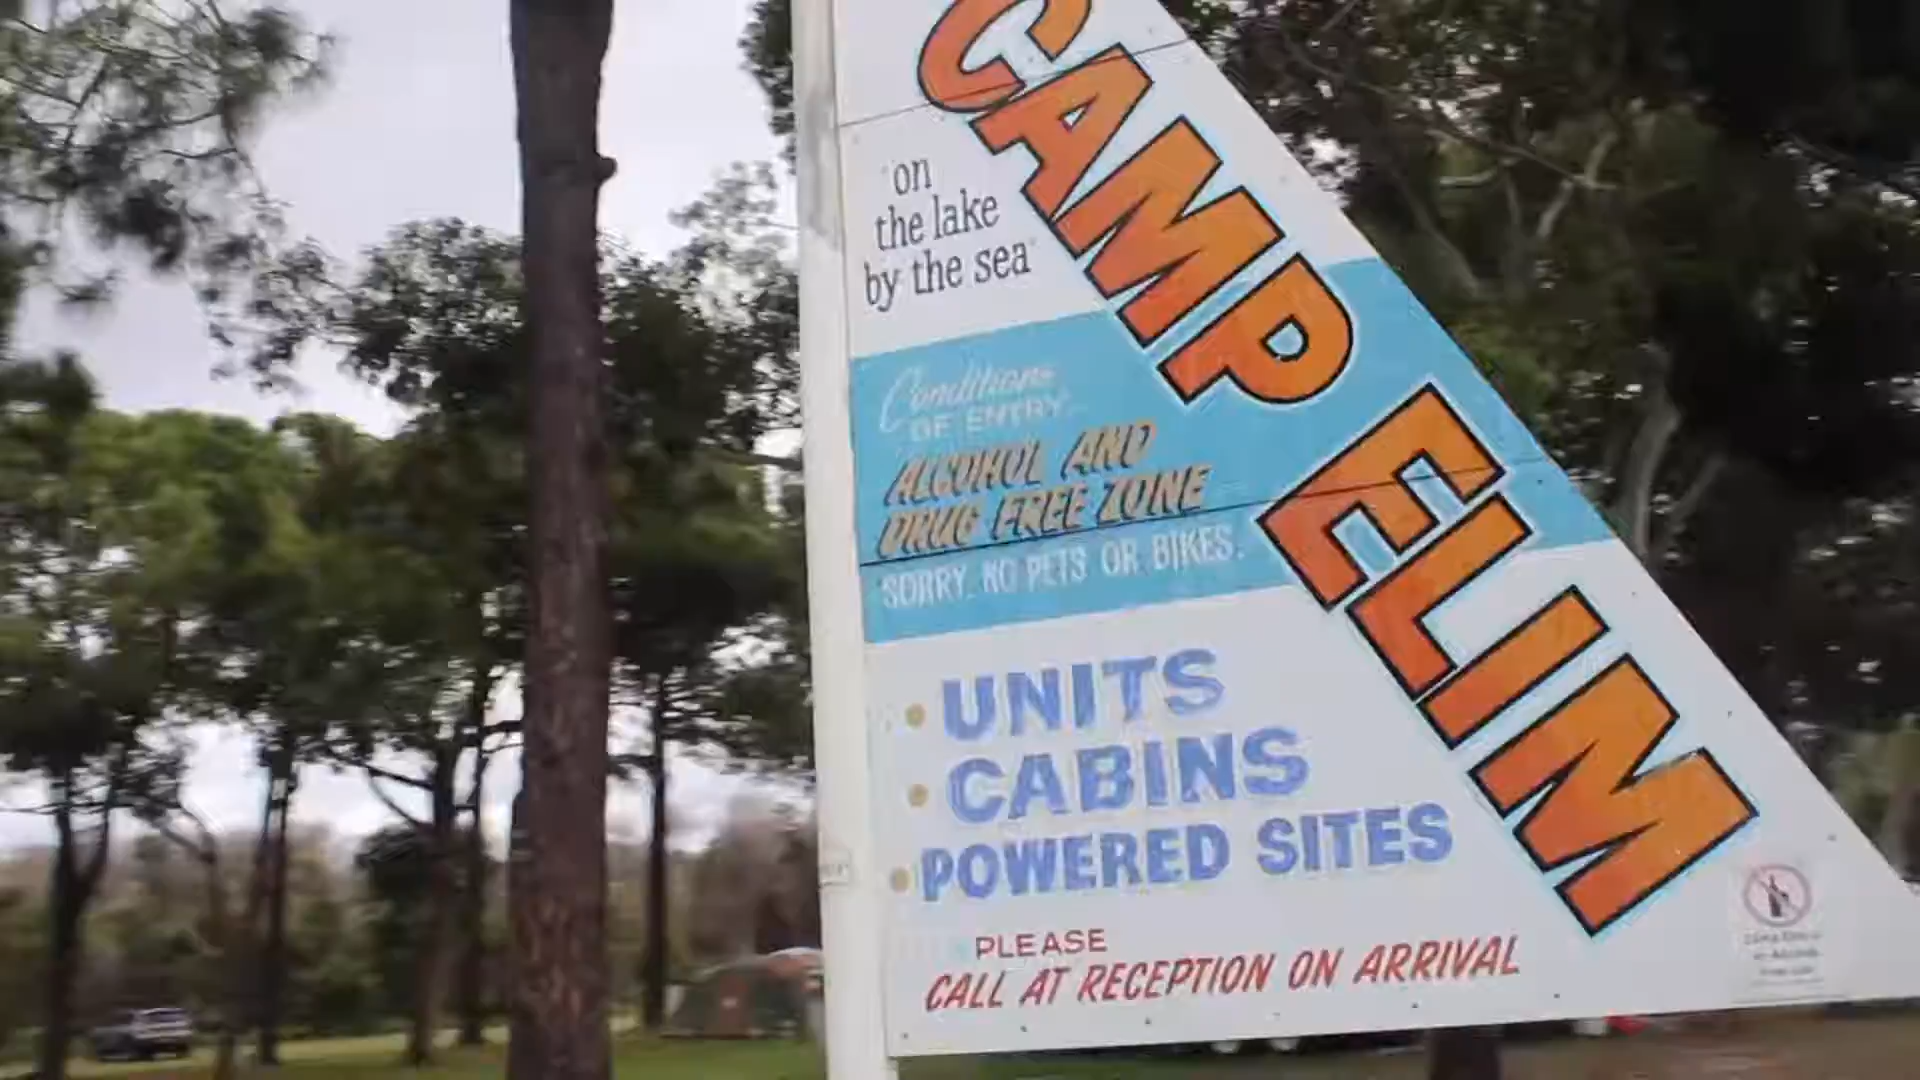 CAMP ELIM
on
the lake
by the sea
Conditions
OF ENTRY
ALCOHOL AND
DRUG FREE ZONE
SORRY. NO PETS OR BIKES.
• UNITS
• CABINS
• POWERED SITES
PLEASE
CALL AT RECEPTION ON ARRIVAL